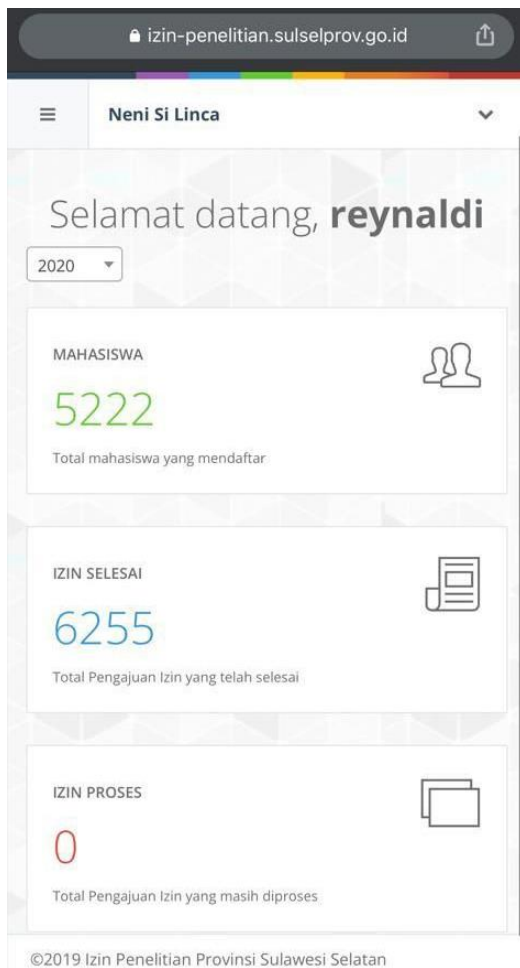 izin-penelitian.sulselprov.go.id
Neni Si Linca
Selamat datang, reynaldi
2020
MAHASISWA
5222
Total mahasiswa yang mendaftar
IZIN SELESAI
6255
Total Pengajuan Izin yang telah selesai
IZIN PROSES
0
Total Pengajuan Izin yang masih diproses
©2019 Izin Penelitian Provinsi Sulawesi Selatan